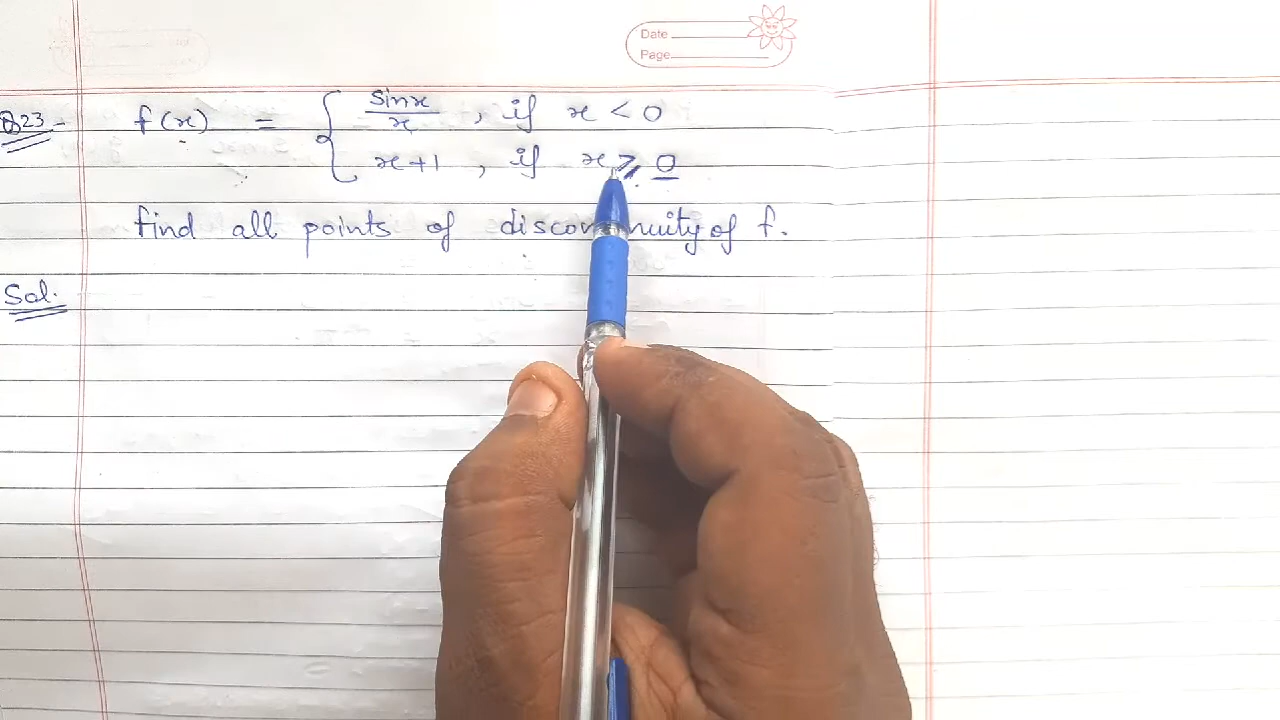 Date
Page
Q23- f(x) = { sinx/x , if x < 0
x+1 , if x ≥ 0
find all points of discontinuity of f.
Sol.